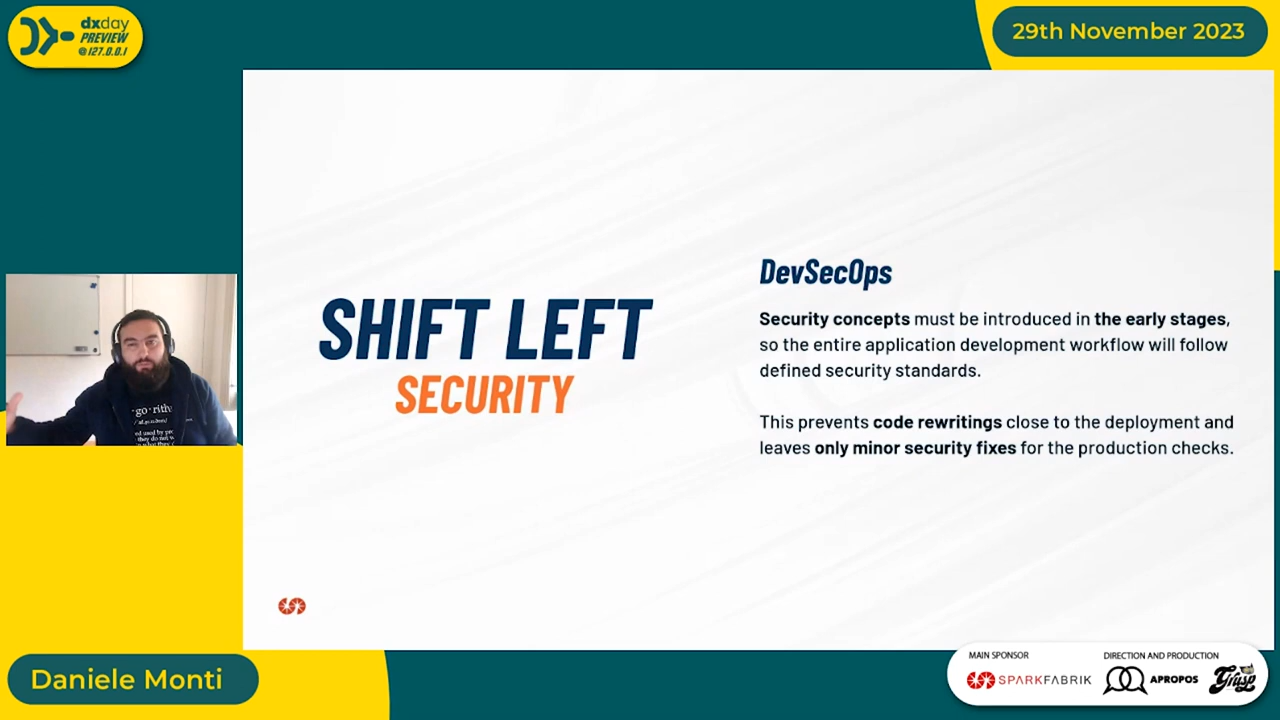 dxday
PREVIEW
@127.0.0.1
29th November 2023
SHIFT LEFT
SECURITY
DevSecOps
Security concepts must be introduced in the early stages,
so the entire application development workflow will follow
defined security standards.
This prevents code rewritings close to the deployment and
leaves only minor security fixes for the production checks.
go·rith
Daniele Monti
MAIN SPONSOR
SPARKFABRIK
DIRECTION AND PRODUCTION
APROPOS
Grusp